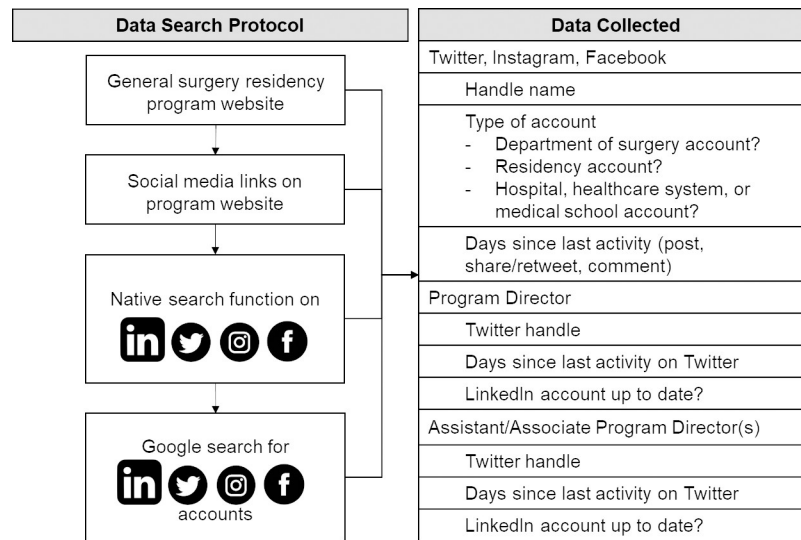 Data Search Protocol
General surgery residency
program website
Social media links on
program website
Native search function on
in
f
Google search for
in
f
accounts
Data Collected
Twitter, Instagram, Facebook
Handle name
Type of account
- Department of surgery account?
- Residency account?
- Hospital, healthcare system, or
medical school account?
Days since last activity (post,
share/retweet, comment)
Program Director
Twitter handle
Days since last activity on Twitter
LinkedIn account up to date?
Assistant/Associate Program Director(s)
Twitter handle
Days since last activity on Twitter
LinkedIn account up to date?